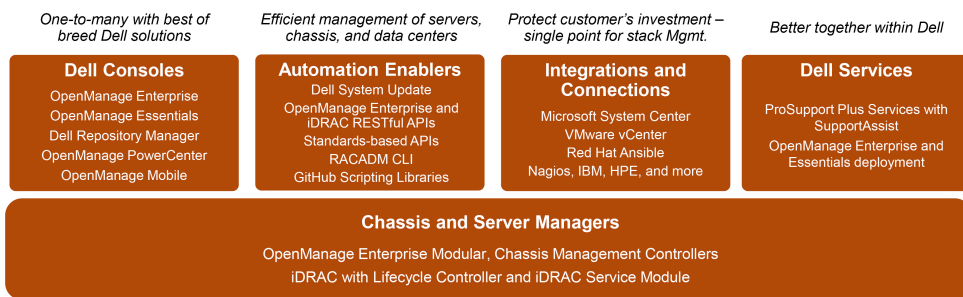 One-to-many with best of
breed Dell solutions
Efficient management of servers,
chassis, and data centers
Protect customer's investment –
single point for stack Mgmt.
Better together within Dell
Dell Consoles
OpenManage Enterprise
OpenManage Essentials
Dell Repository Manager
OpenManage PowerCenter
OpenManage Mobile
Automation Enablers
Dell System Update
OpenManage Enterprise and
iDRAC RESTful APIs
Standards-based APIs
RACADM CLI
GitHub Scripting Libraries
Integrations and
Connections
Microsoft System Center
VMware vCenter
Red Hat Ansible
Nagios, IBM, HPE, and more
Dell Services
ProSupport Plus Services with
SupportAssist
OpenManage Enterprise and
Essentials deployment
Chassis and Server Managers
OpenManage Enterprise Modular, Chassis Management Controllers
iDRAC with Lifecycle Controller and iDRAC Service Module